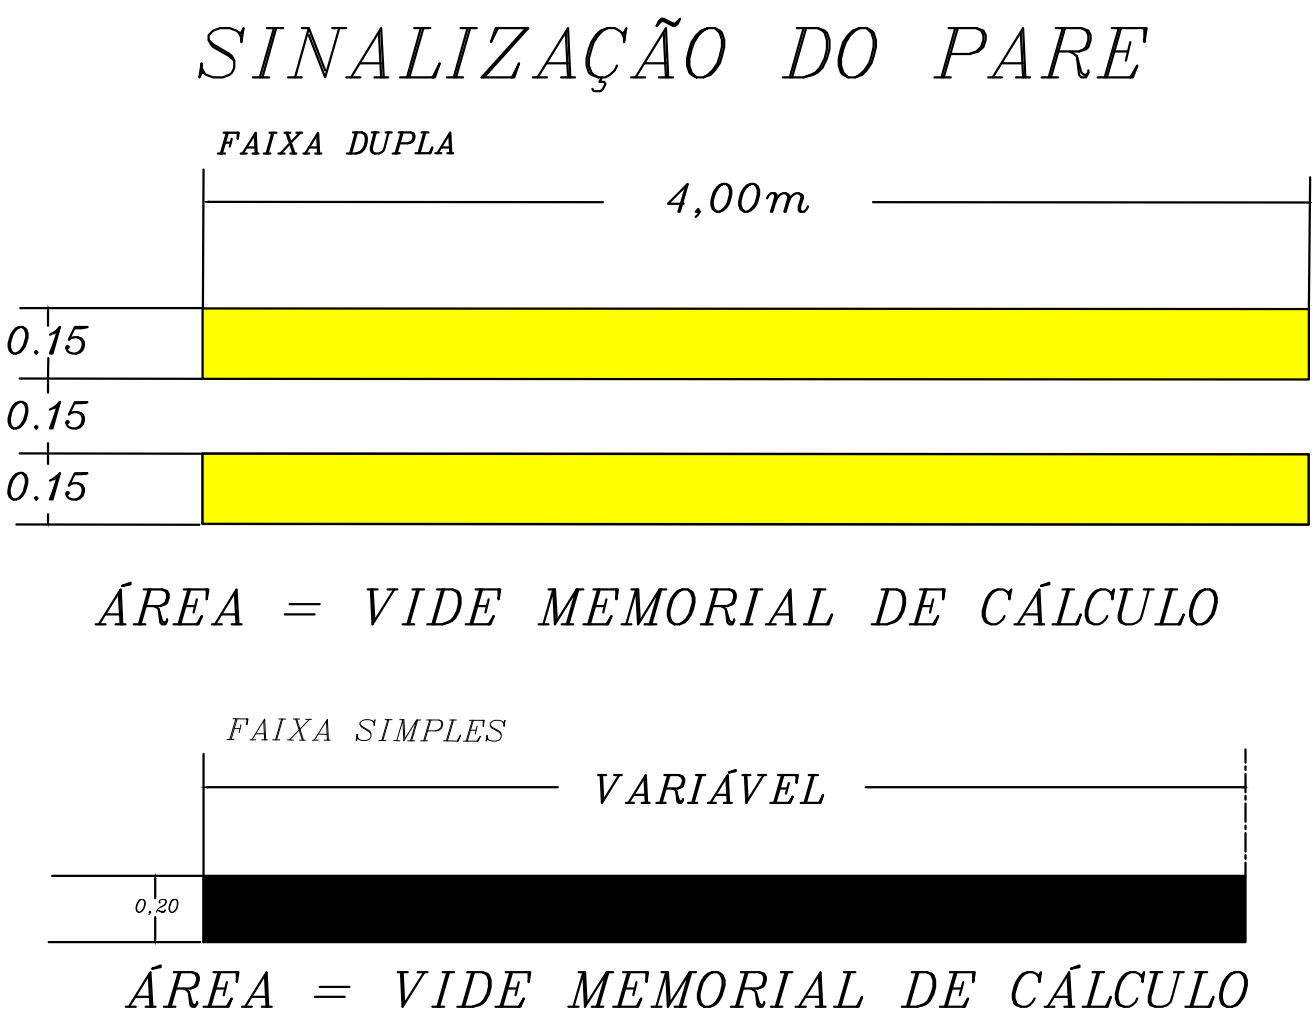 SINALIZAÇÃO DO PARE
FAIXA DUPLA
4,00m
0.15
0.15
0.15
ÁREA = VIDE MEMORIAL DE CÁLCULO
FAIXA SIMPLES
VARIÁVEL
0,20
ÁREA = VIDE MEMORIAL DE CÁLCULO